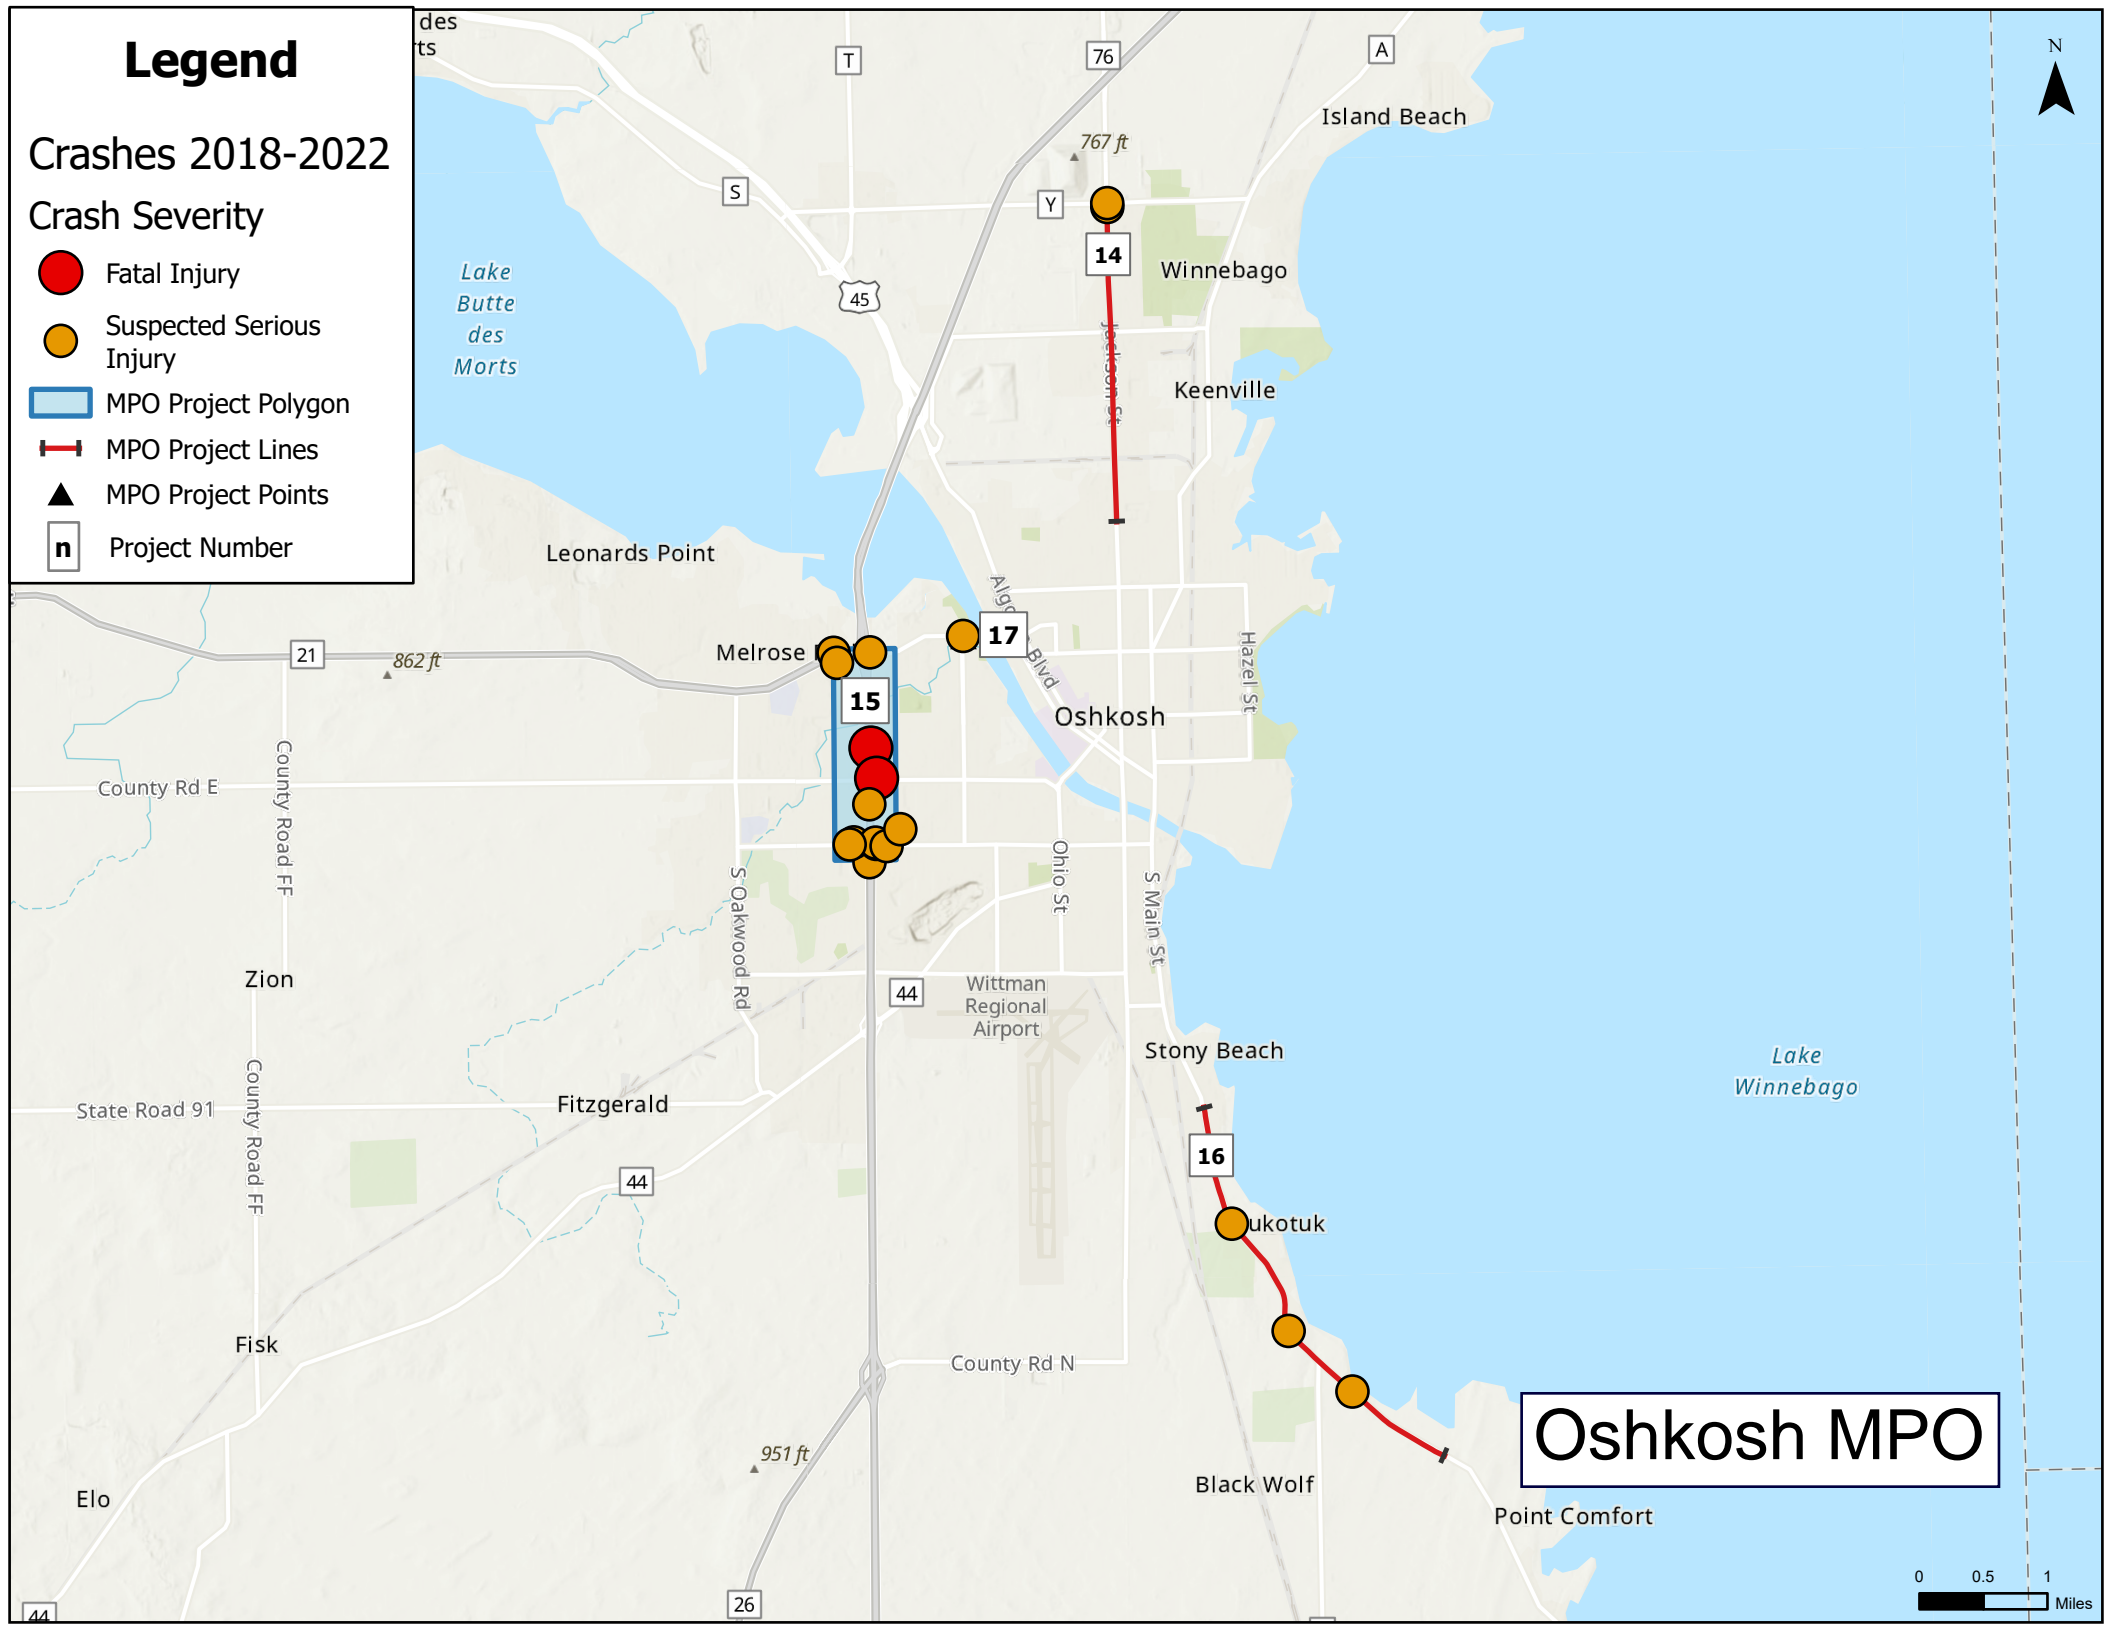 Legend
Crashes 2018-2022
Crash Severity
Fatal Injury
Suspected Serious
Injury
MPO Project Polygon
MPO Project Lines
MPO Project Points
n
Project Number
des
rts
T
76
A
N
Island Beach
767 ft
S
Y
14
Winnebago
45
Lake
Butte
des
Morts
Jackson St
Keenville
Leonards Point
Algo
Blvd
17
Hazel St
21
862 ft
Melrose
15
Oshkosh
County Rd E
County Road FF
S Oakwood Rd
Ohio St
S Main St
Zion
44
Wittman
Regional
Airport
Stony Beach
Lake
Winnebago
State Road 91
Fitzgerald
County Road FF
44
16
ukotuk
Fisk
County Rd N
951 ft
Oshkosh MPO
Black Wolf
Elo
Point Comfort
26
44
0 0.5 1
Miles